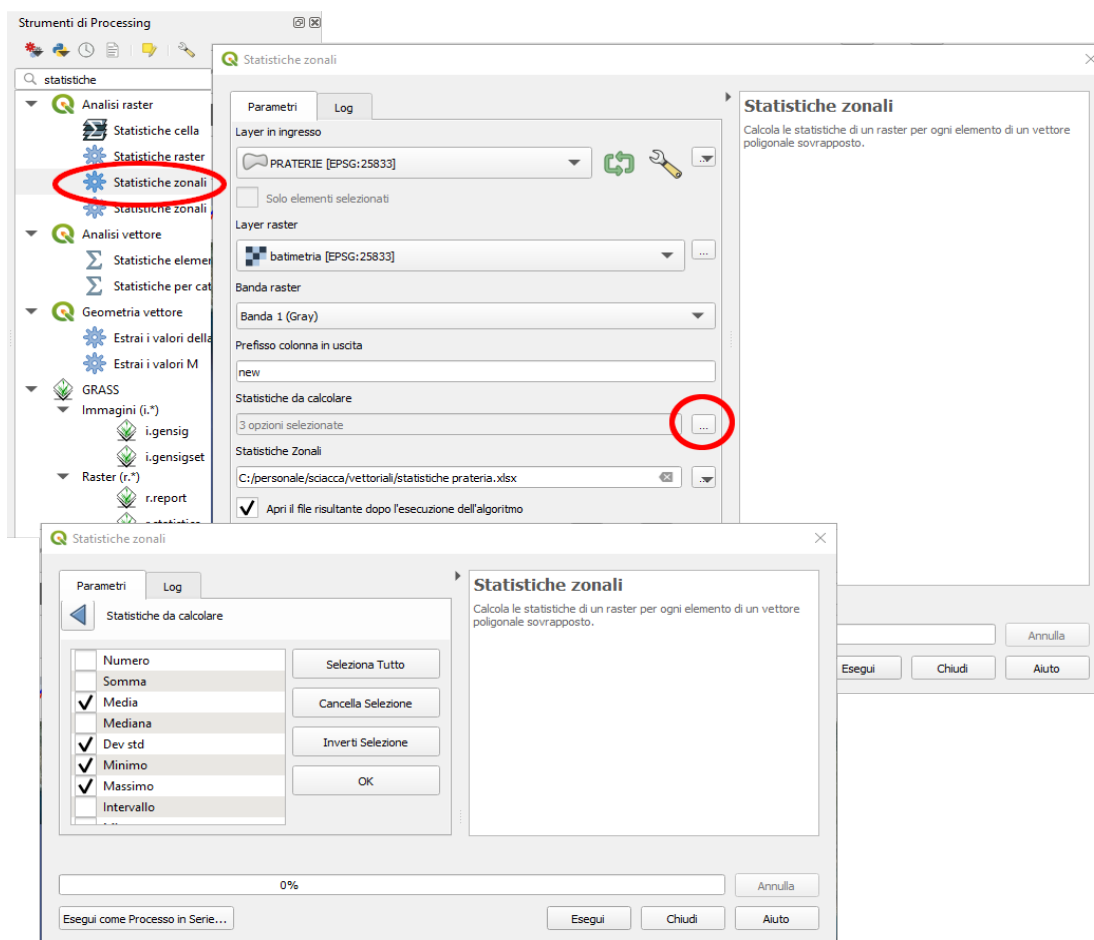 Strumenti di Processing
statistiche
Analisi raster
Statistiche cella
Statistiche raster
Statistiche zonali
Statistiche zonali
Analisi vettore
Statistiche elemen
Statistiche per cat
Geometria vettore
Estrai i valori della
Estrai i valori M
GRASS
Immagini (i.*)
i.gensig
i.gensigset
Raster (r.*)
r.report
Statistiche zonali
Parametri
Log
Layer in ingresso
PRATERIE [EPSG:25833]
Solo elementi selezionati
Layer raster
batimetria [EPSG:25833]
...
Banda raster
Banda 1 (Gray)
Prefisso colonna in uscita
new
Statistiche da calcolare
3 opzioni selezionate
...
Statistiche Zonali
C:/personale/sciacca/vettoriali/statistiche prateria.xlsx
Apri il file risultante dopo l'esecuzione dell'algoritmo
Statistiche zonali
Calcola le statistiche di un raster per ogni elemento di un vettore
poligonale sovrapposto.
Annulla
Esegui
Chiudi
Aiuto
Statistiche zonali
Parametri
Log
Statistiche da calcolare
Numero
Somma
Media
Mediana
Dev std
Minimo
Massimo
Intervallo
Seleziona Tutto
Cancella Selezione
Inverti Selezione
OK
Statistiche zonali
Calcola le statistiche di un raster per ogni elemento di un vettore
poligonale sovrapposto.
0%
Annulla
Esegui come Processo in Serie...
Esegui
Chiudi
Aiuto